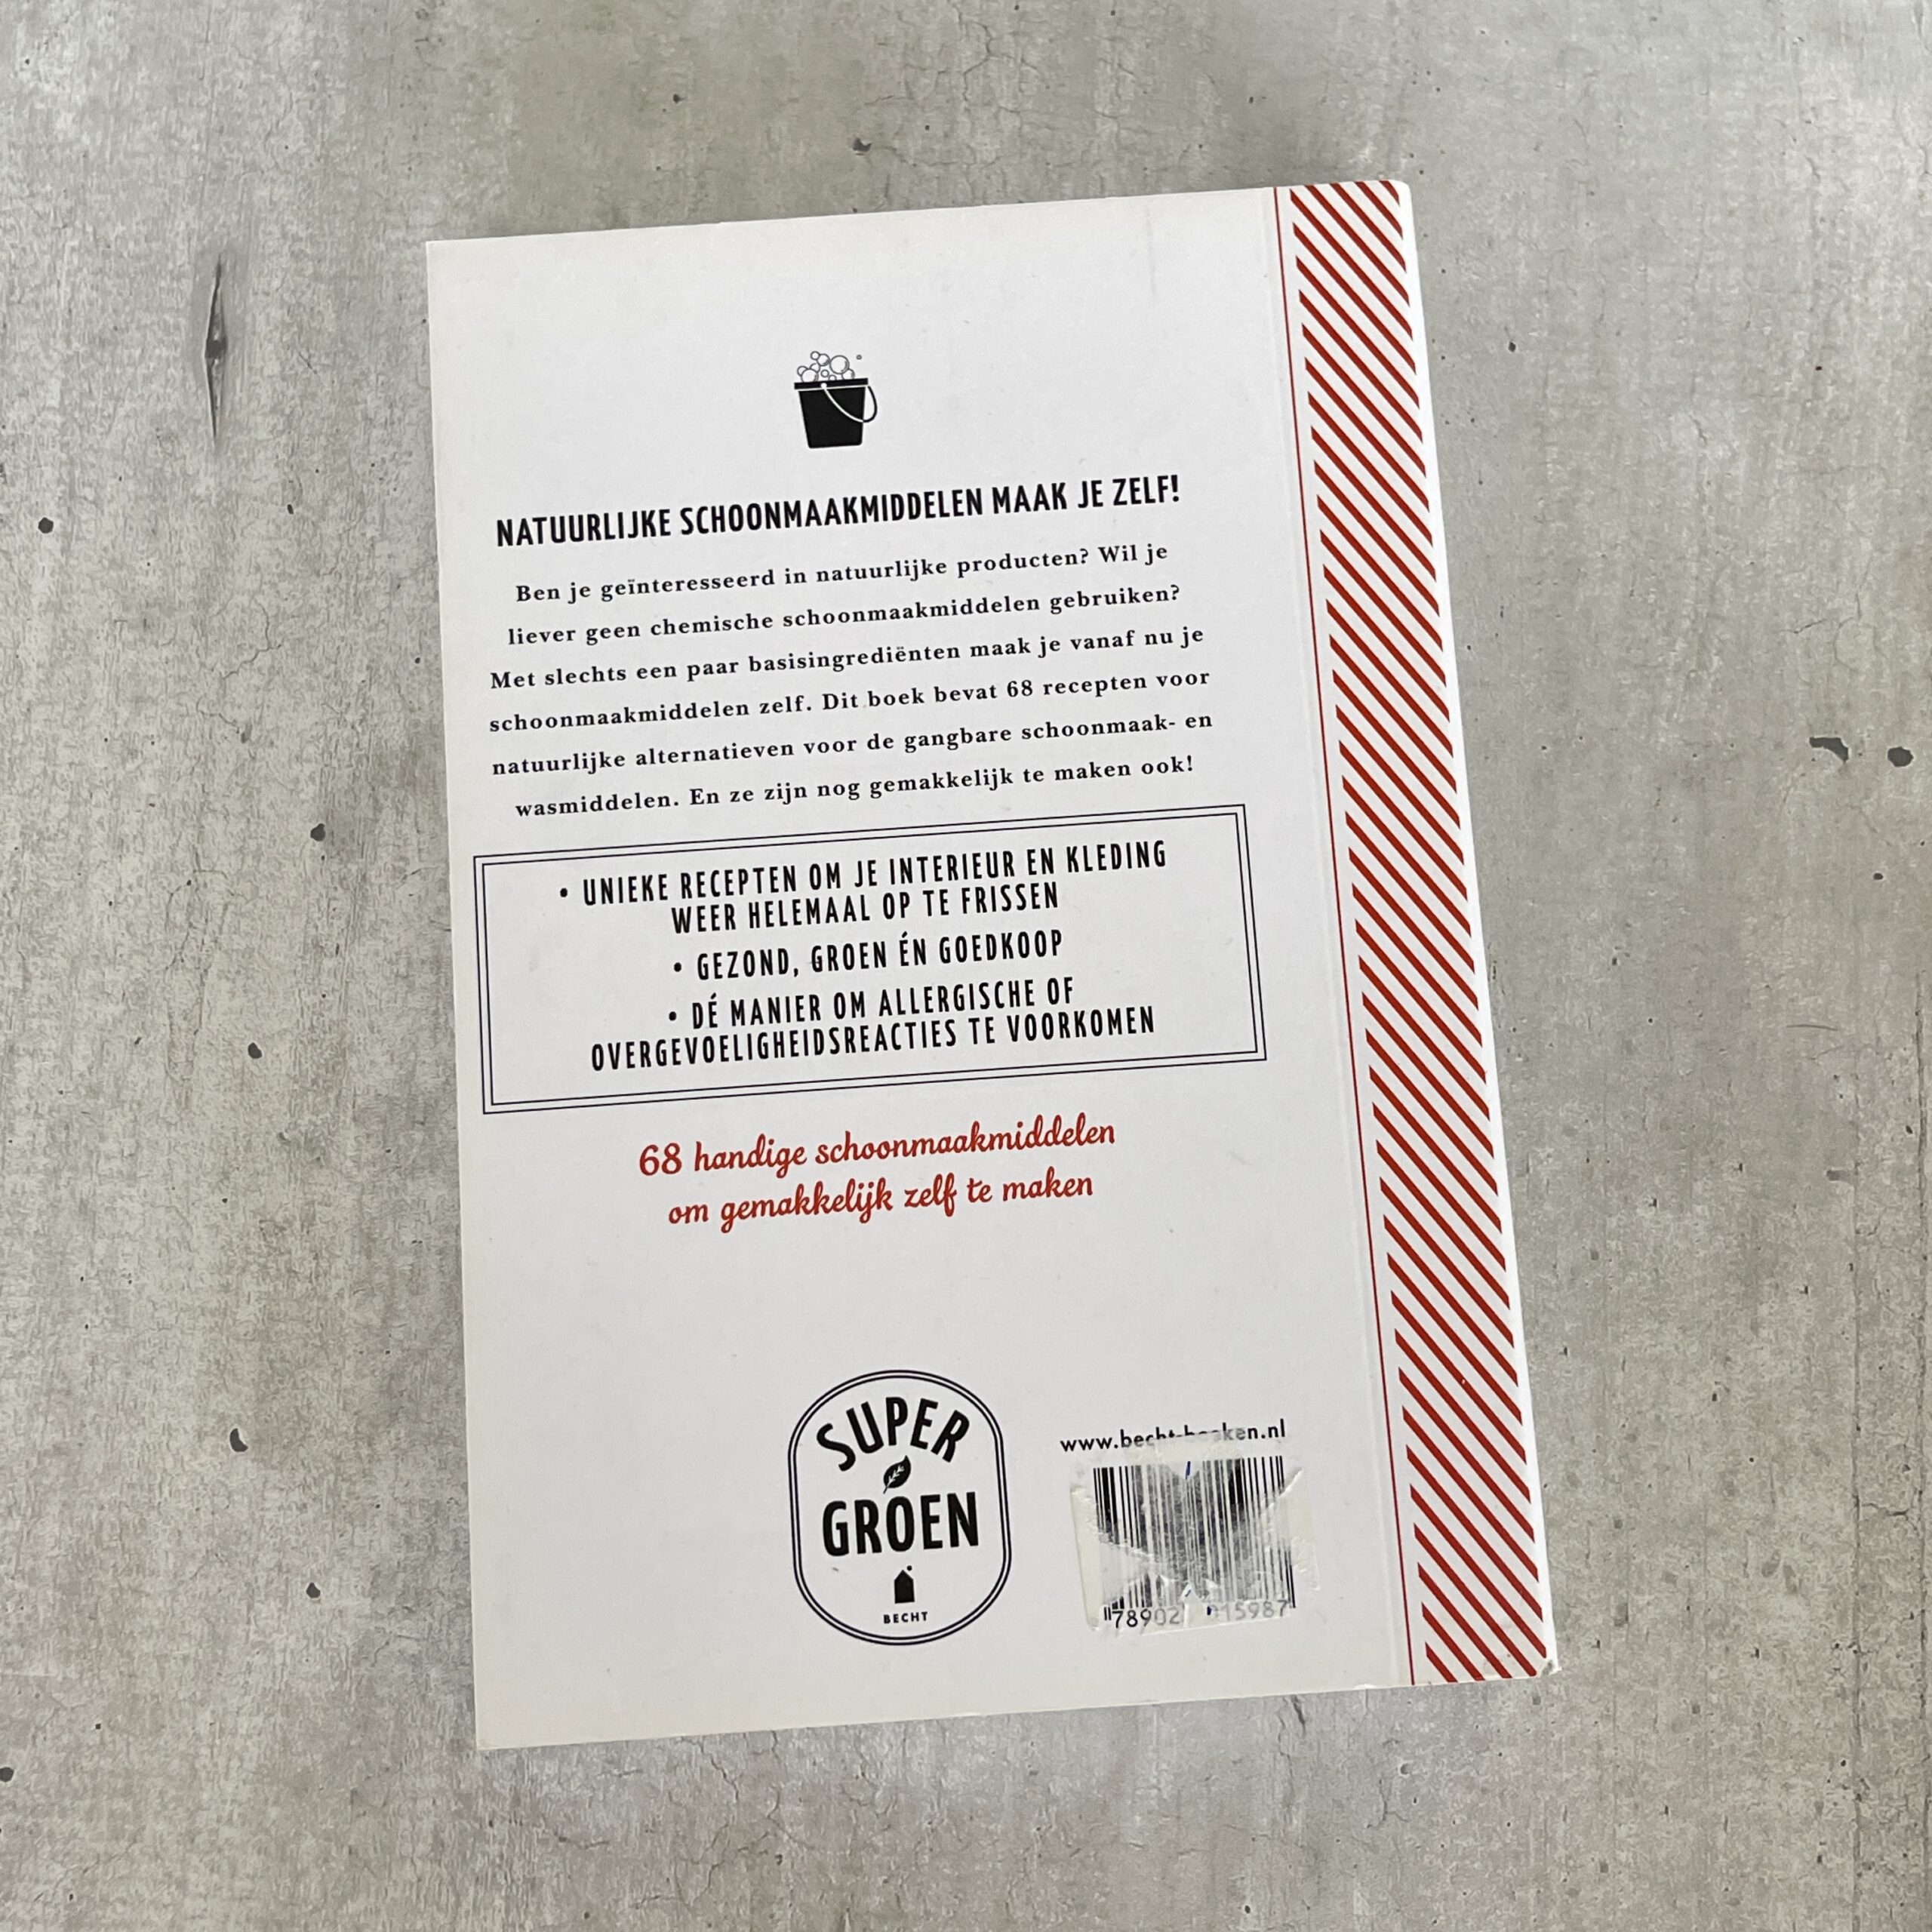 NATUURLIJKE SCHOONMAAKMIDDELEN MAAK JE ZELF!
Ben je geïnteresseerd in natuurlijke producten? Wil je
liever geen chemische schoonmaakmiddelen gebruiken?
Met slechts een paar basisingrediënten maak je vanaf nu je
schoonmaakmiddelen zelf. Dit boek bevat 68 recepten voor
natuurlijke alternatieven voor de gangbare schoonmaak- en
wasmiddelen. En ze zijn nog gemakkelijk te maken ook!
• UNIEKE RECEPTEN OM JE INTERIEUR EN KLEDING
WEER HELEMAAL OP TE FRISSEN
• GEZOND, GROEN ÉN GOEDKOOP
• DÉ MANIER OM ALLERGISCHE OF
OVERGEVOELIGHEIDSREACTIES TE VOORKOMEN
68 handige schoonmaakmiddelen
om gemakkelijk zelf te maken
SUPER
GROEN
BECHT